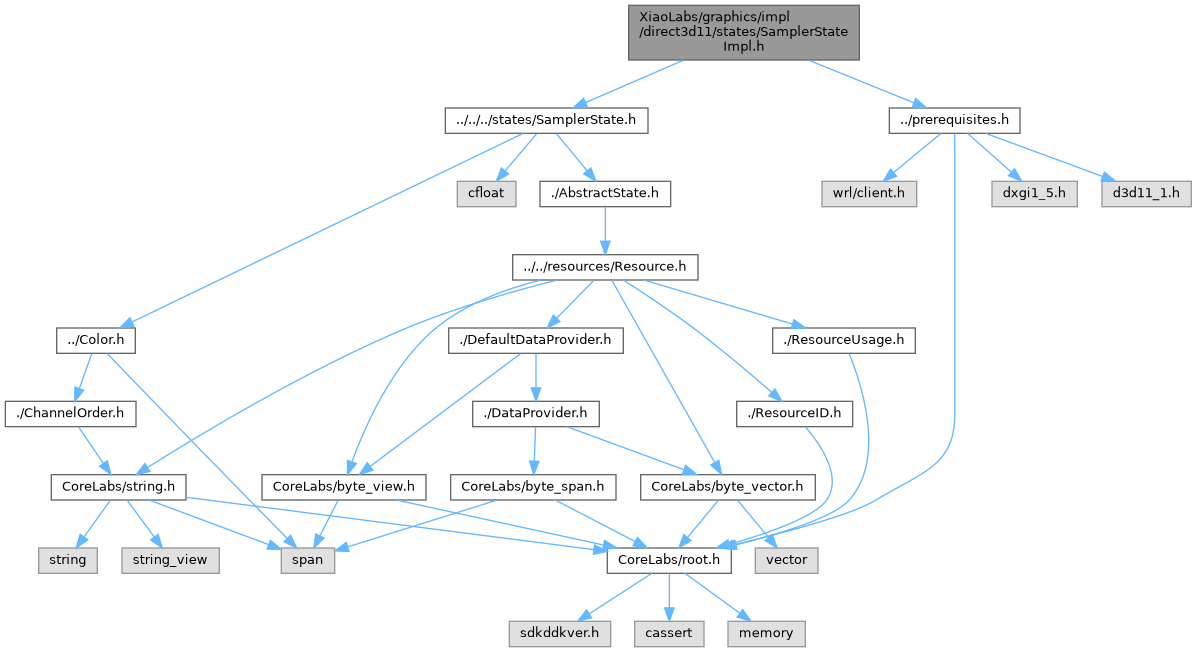 XiaoLabs/graphics/impl
/direct3d11/states/SamplerState
Impl.h
../../../states/SamplerState.h
../prerequisites.h
cfloat
./AbstractState.h
wrl/client.h
dxgi1_5.h
d3d11_1.h
../../resources/Resource.h
../Color.h
./DefaultDataProvider.h
./ResourceUsage.h
./ChannelOrder.h
./DataProvider.h
./ResourceID.h
CoreLabs/string.h
CoreLabs/byte_view.h
CoreLabs/byte_span.h
CoreLabs/byte_vector.h
string
string_view
span
CoreLabs/root.h
vector
sdkddkver.h
cassert
memory